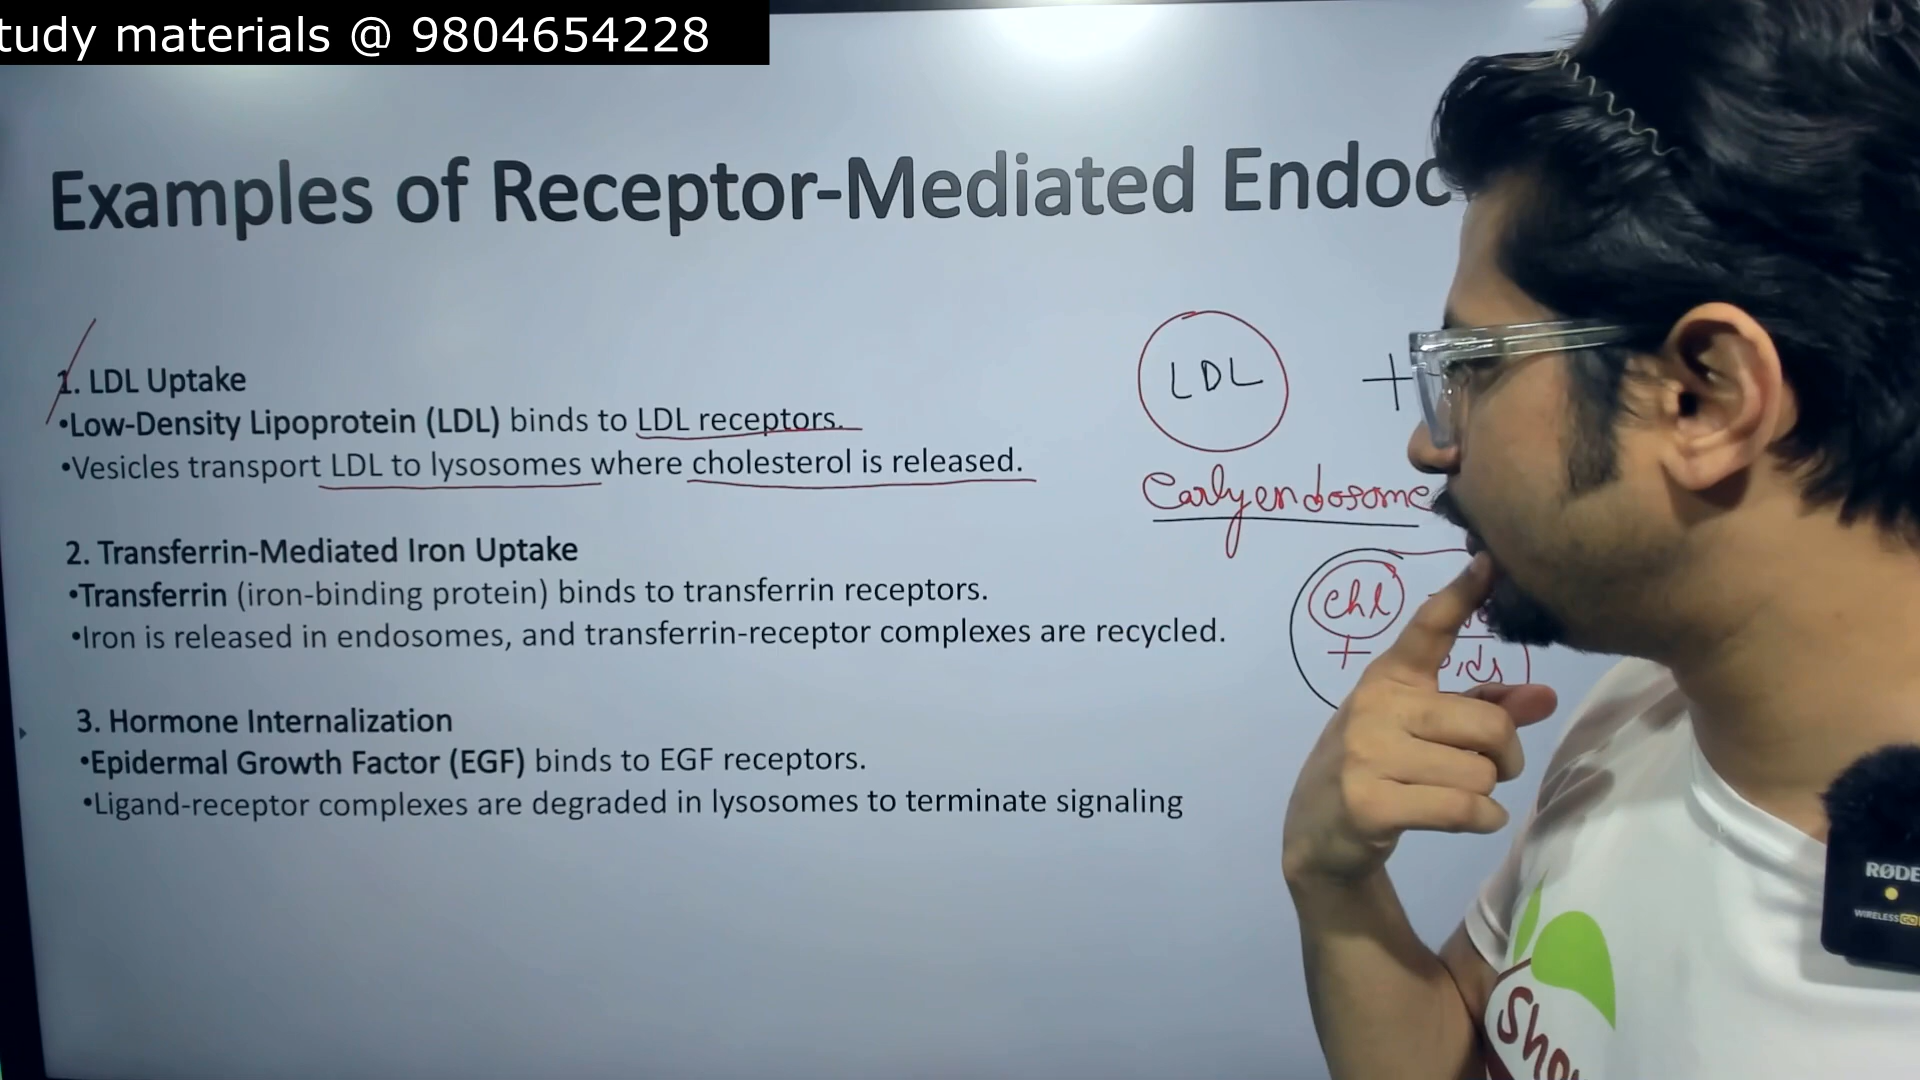 tudy materials @ 9804654228
Examples of Receptor-Mediated Endoc
1. LDL Uptake
•Low-Density Lipoprotein (LDL) binds to LDL receptors.
•Vesicles transport LDL to lysosomes where cholesterol is released.
2. Transferrin-Mediated Iron Uptake
•Transferrin (iron-binding protein) binds to transferrin receptors.
•Iron is released in endosomes, and transferrin-receptor complexes are recycled.
3. Hormone Internalization
•Epidermal Growth Factor (EGF) binds to EGF receptors.
•Ligand-receptor complexes are degraded in lysosomes to terminate signaling
LDL +
Early endosome
chl
+
RØDE
WIRELESS GO
Sho